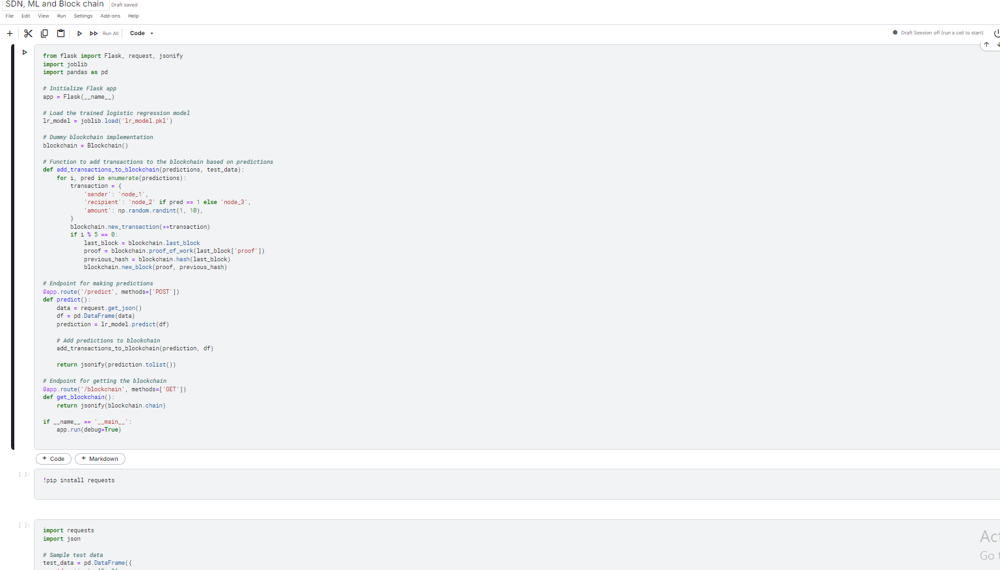 SDN, ML and Block chain Draft saved
File Edit View Run Settings Add-ons Help
+ Run All Code Draft Session off (run a cell to start)
from flask import Flask, request, jsonify
import joblib
import pandas as pd
# Initialize Flask app
app = Flask(__name__)
# Load the trained logistic regression model
lr_model = joblib.load('lr_model.pkl')
# Dummy blockchain implementation
blockchain = Blockchain()
# Function to add transactions to the blockchain based on predictions
def add_transactions_to_blockchain(predictions, test_data):
for i, pred in enumerate(predictions):
transaction = {
'sender': 'node_1',
'recipient': 'node_2' if pred == 1 else 'node_3',
'amount': np.random.randint(1, 10),
}
blockchain.new_transaction(**transaction)
if i % 5 == 0:
last_block = blockchain.last_block
proof = blockchain.proof_of_work(last_block['proof'])
previous_hash = blockchain.hash(last_block)
blockchain.new_block(proof, previous_hash)
# Endpoint for making predictions
@app.route('/predict', methods=['POST'])
def predict():
data = request.get_json()
df = pd.DataFrame(data)
prediction = lr_model.predict(df)
# Add predictions to blockchain
add_transactions_to_blockchain(prediction, df)
return jsonify(prediction.tolist())
# Endpoint for getting the blockchain
@app.route('/blockchain', methods=['GET'])
def get_blockchain():
return jsonify(blockchain.chain)
if __name__ == '__main__':
app.run(debug=True)
+ Code + Markdown
[ ]:
!pip install requests
[ ]:
import requests
import json
Act
# Sample test data
Go
test_data = pd.DataFrame({